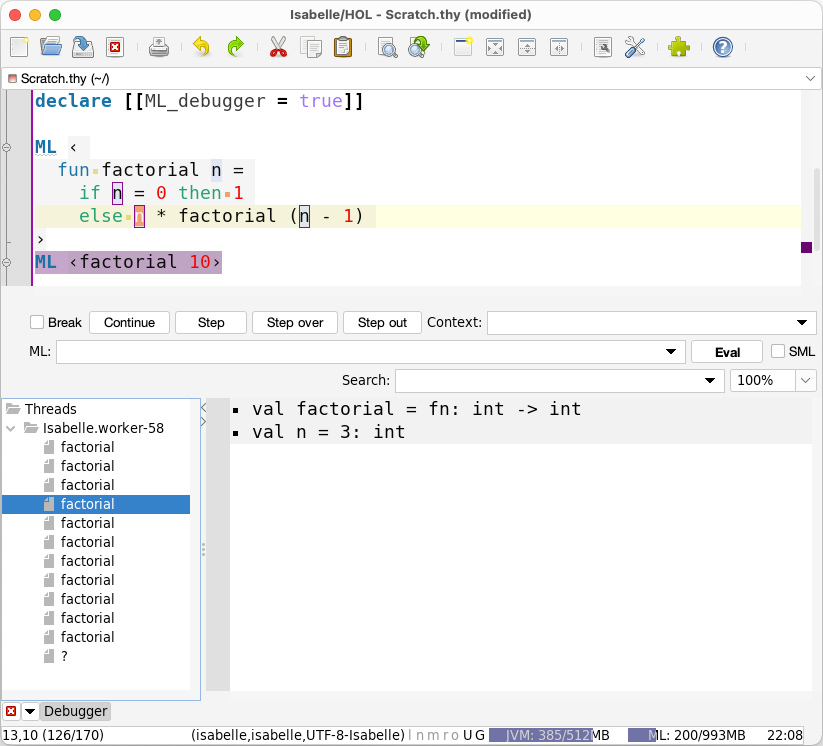 Isabelle/HOL - Scratch.thy (modified)
Scratch.thy (~/)
declare [[ML_debugger = true]]
ML ‹
fun factorial n =
if n = 0 then 1
else n * factorial (n - 1)
›
ML ‹factorial 10›
Break Continue Step Step over Step out Context:
ML: Eval SML
Search: 100%
Threads
Isabelle.worker-58
factorial
factorial
factorial
factorial
factorial
factorial
factorial
factorial
factorial
factorial
factorial
?
val factorial = fn: int -> int
val n = 3: int
Debugger
13,10 (126/170) (isabelle,isabelle,UTF-8-Isabelle) l n m r o U G JVM: 385/512MB ML: 200/993MB 22:08